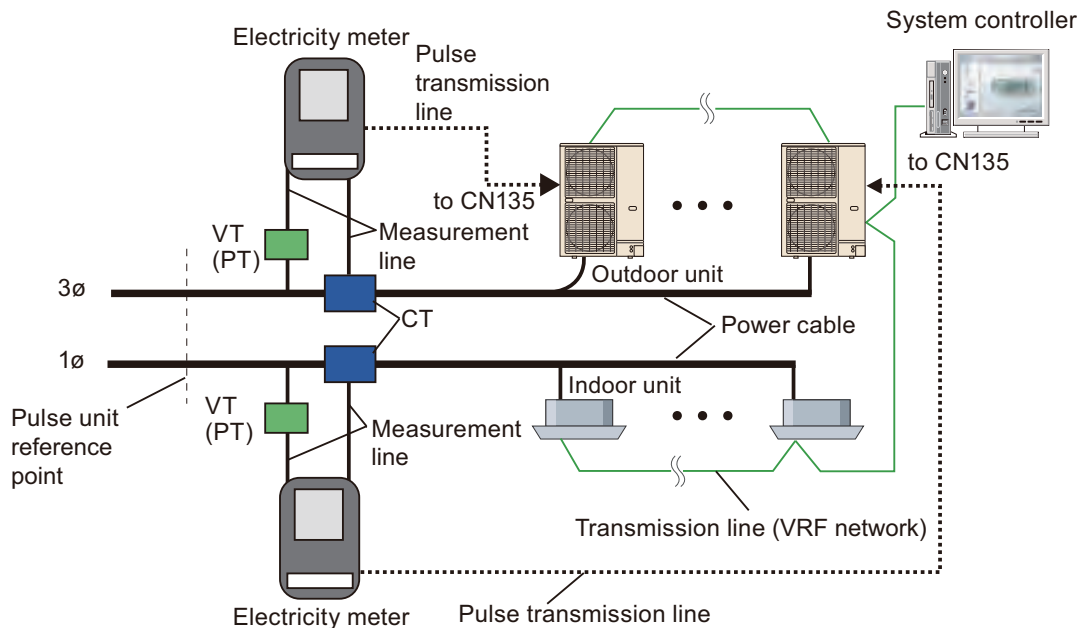 System controller
Electricity meter
Pulse
transmission
line
to CN135
to CN135
VT
(PT)
Measurement
line
Outdoor unit
3ø
CT
Power cable
1ø
Indoor unit
Pulse unit
reference
point
VT
(PT)
Measurement
line
Transmission line (VRF network)
Electricity meter
Pulse transmission line